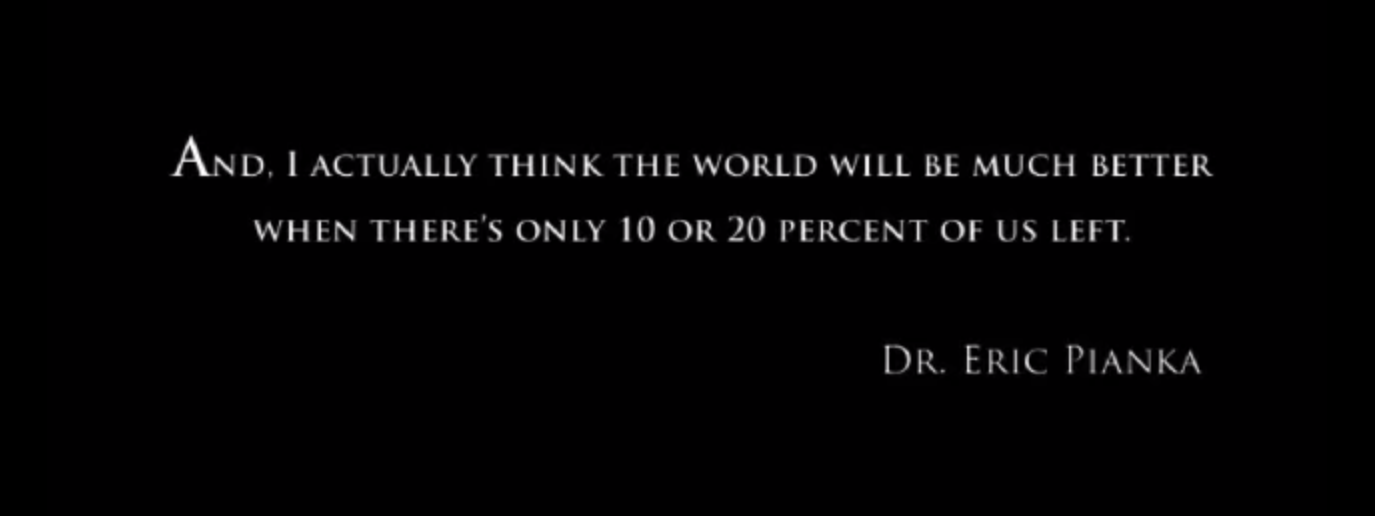 And, I actually think the world will be much better
when there's only 10 or 20 percent of us left.
Dr. Eric Pianka